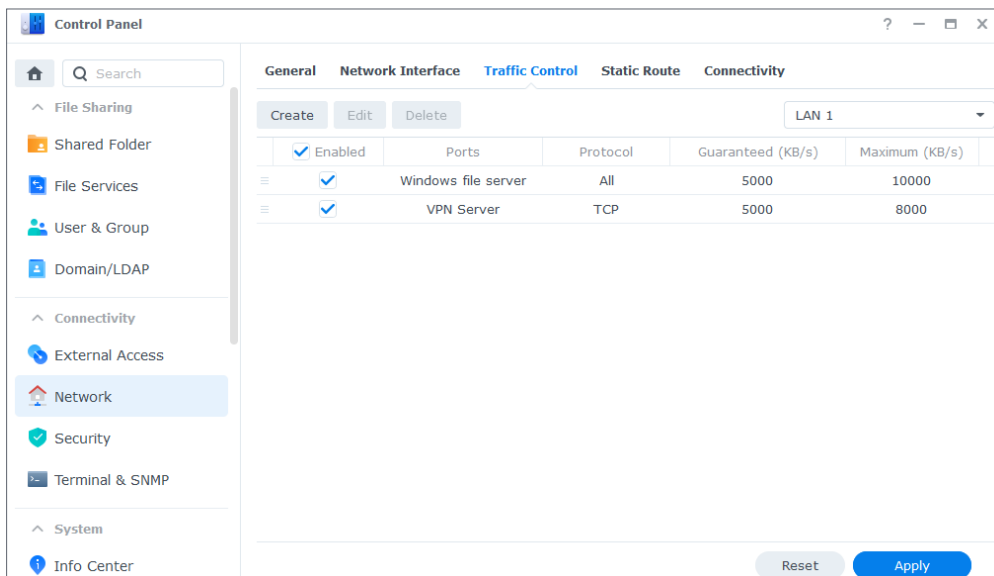 Control Panel
?
Search
File Sharing
Shared Folder
File Services
User & Group
Domain/LDAP
Connectivity
External Access
Network
Security
Terminal & SNMP
System
Info Center
General Network Interface Traffic Control Static Route Connectivity
Create Edit Delete LAN 1
Enabled Ports Protocol Guaranteed (KB/s) Maximum (KB/s)
Windows file server All 5000 10000
VPN Server TCP 5000 8000
Reset Apply